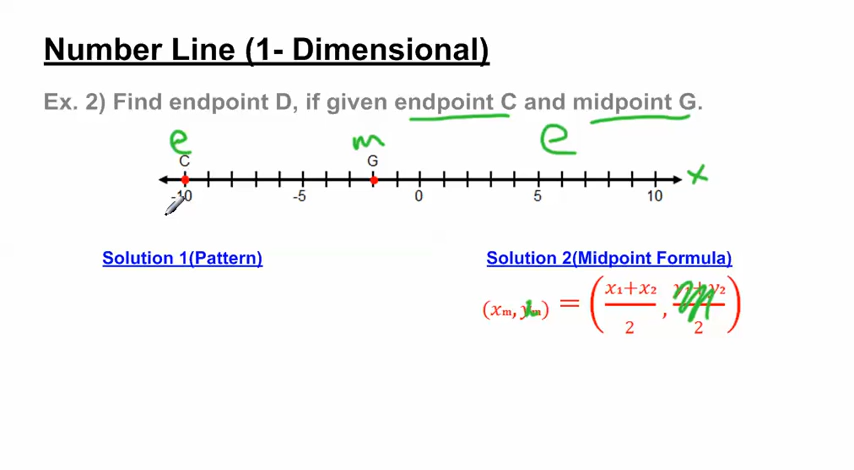 Number Line (1- Dimensional)
Ex. 2) Find endpoint D, if given endpoint C and midpoint G.
e m e
C G
x
-10 -5 0 5 10
Solution 1(Pattern) Solution 2(Midpoint Formula)
(xm, ym) = (x1+x2/2, y1+y2/2)